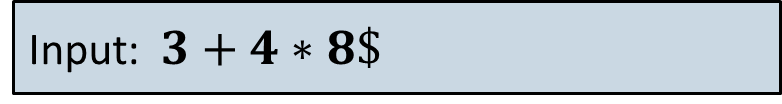 Input: 3 + 4 * 8$